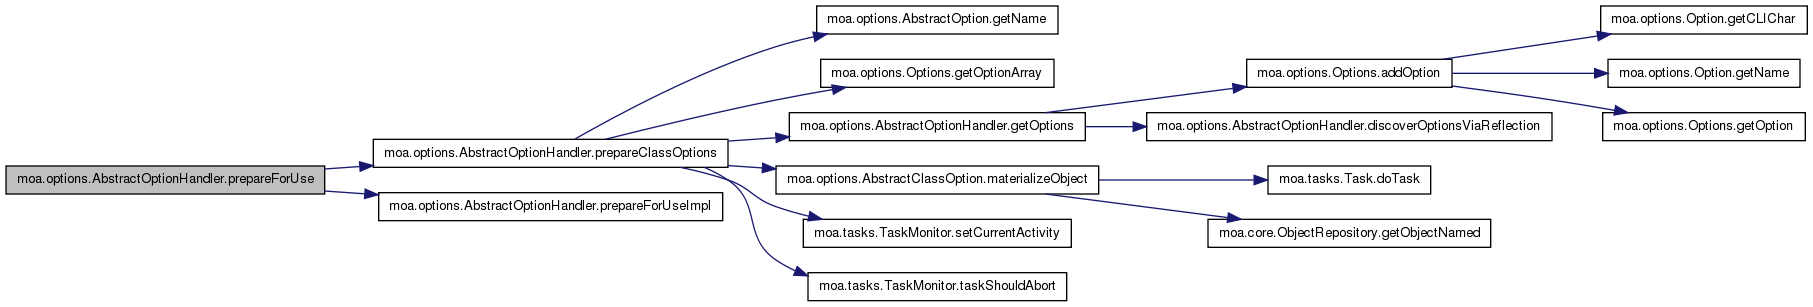 moa.options.AbstractOptionHandler.prepareForUse
moa.options.AbstractOptionHandler.prepareClassOptions
moa.options.AbstractOptionHandler.prepareForUseImpl
moa.options.AbstractOption.getName
moa.options.Options.getOptionArray
moa.options.AbstractOptionHandler.getOptions
moa.options.AbstractClassOption.materializeObject
moa.tasks.TaskMonitor.setCurrentActivity
moa.tasks.TaskMonitor.taskShouldAbort
moa.options.Options.addOption
moa.options.AbstractOptionHandler.discoverOptionsViaReflection
moa.tasks.Task.doTask
moa.core.ObjectRepository.getObjectNamed
moa.options.Option.getCLIChar
moa.options.Option.getName
moa.options.Options.getOption